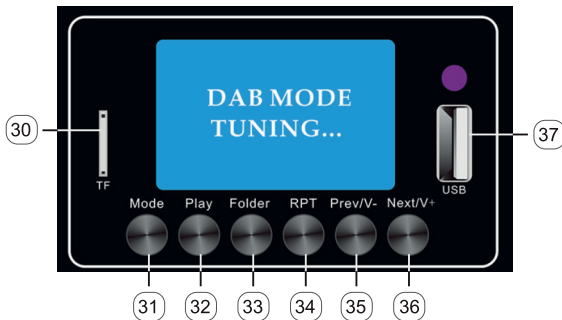 DAB MODE
TUNING...
30
37
TF
USB
Mode Play Folder RPT Prev/V- Next/V+
31 32 33 34 35 36